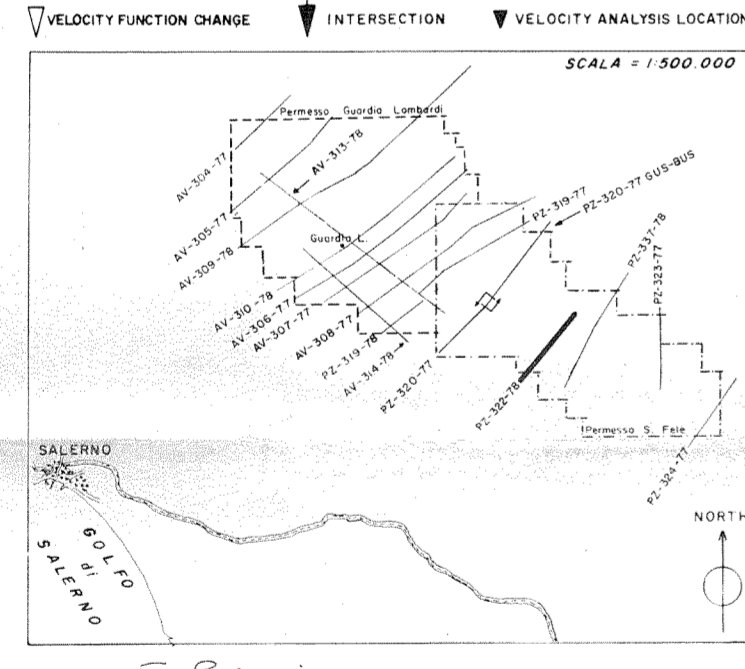 VELOCITY FUNCTION CHANGE
INTERSECTION
VELOCITY ANALYSIS LOCATION
SCALA = 1:500.000
Permesso Guardia Lombardi
AV-304-77
AV-313-78
AV-305-77
PZ-320-77 GUS-BUS
PZ-319-77
AV-309-78
Guardia L.
PZ-337-78
PZ-323-77
AV-310-78
AV-306-77
AV-307-77
AV-308-77
PZ-319-78
AV-314-78
PZ-320-77
PZ-322-78
Permesso S. Fele
PZ-324-77
SALERNO
GOLFO
di
SALERNO
NORTH